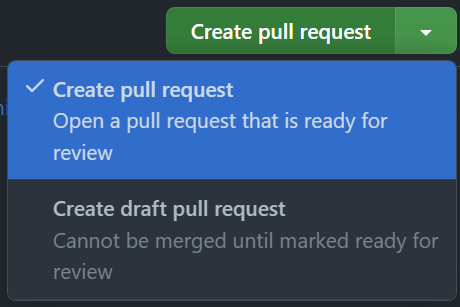 Create pull request
Create pull request
Open a pull request that is ready for
review
Create draft pull request
Cannot be merged until marked ready for
review